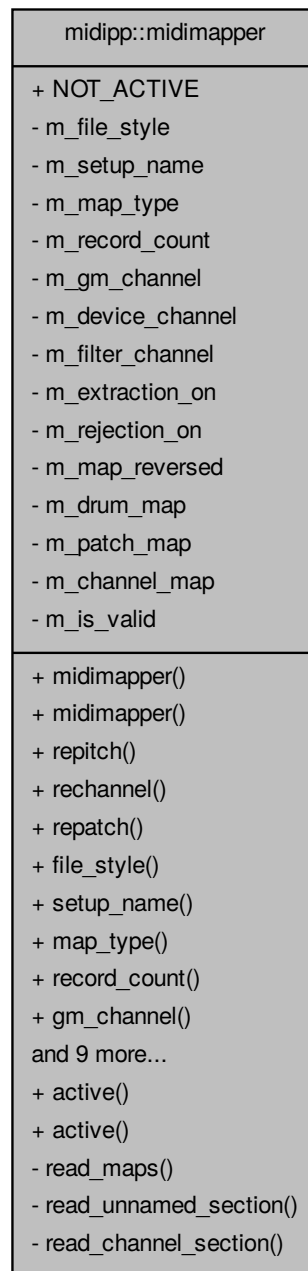 midipp::midimapper
+ NOT_ACTIVE
- m_file_style
- m_setup_name
- m_map_type
- m_record_count
- m_gm_channel
- m_device_channel
- m_filter_channel
- m_extraction_on
- m_rejection_on
- m_map_reversed
- m_drum_map
- m_patch_map
- m_channel_map
- m_is_valid
+ midimapper()
+ midimapper()
+ repitch()
+ rechannel()
+ repatch()
+ file_style()
+ setup_name()
+ map_type()
+ record_count()
+ gm_channel()
and 9 more...
+ active()
+ active()
- read_maps()
- read_unnamed_section()
- read_channel_section()